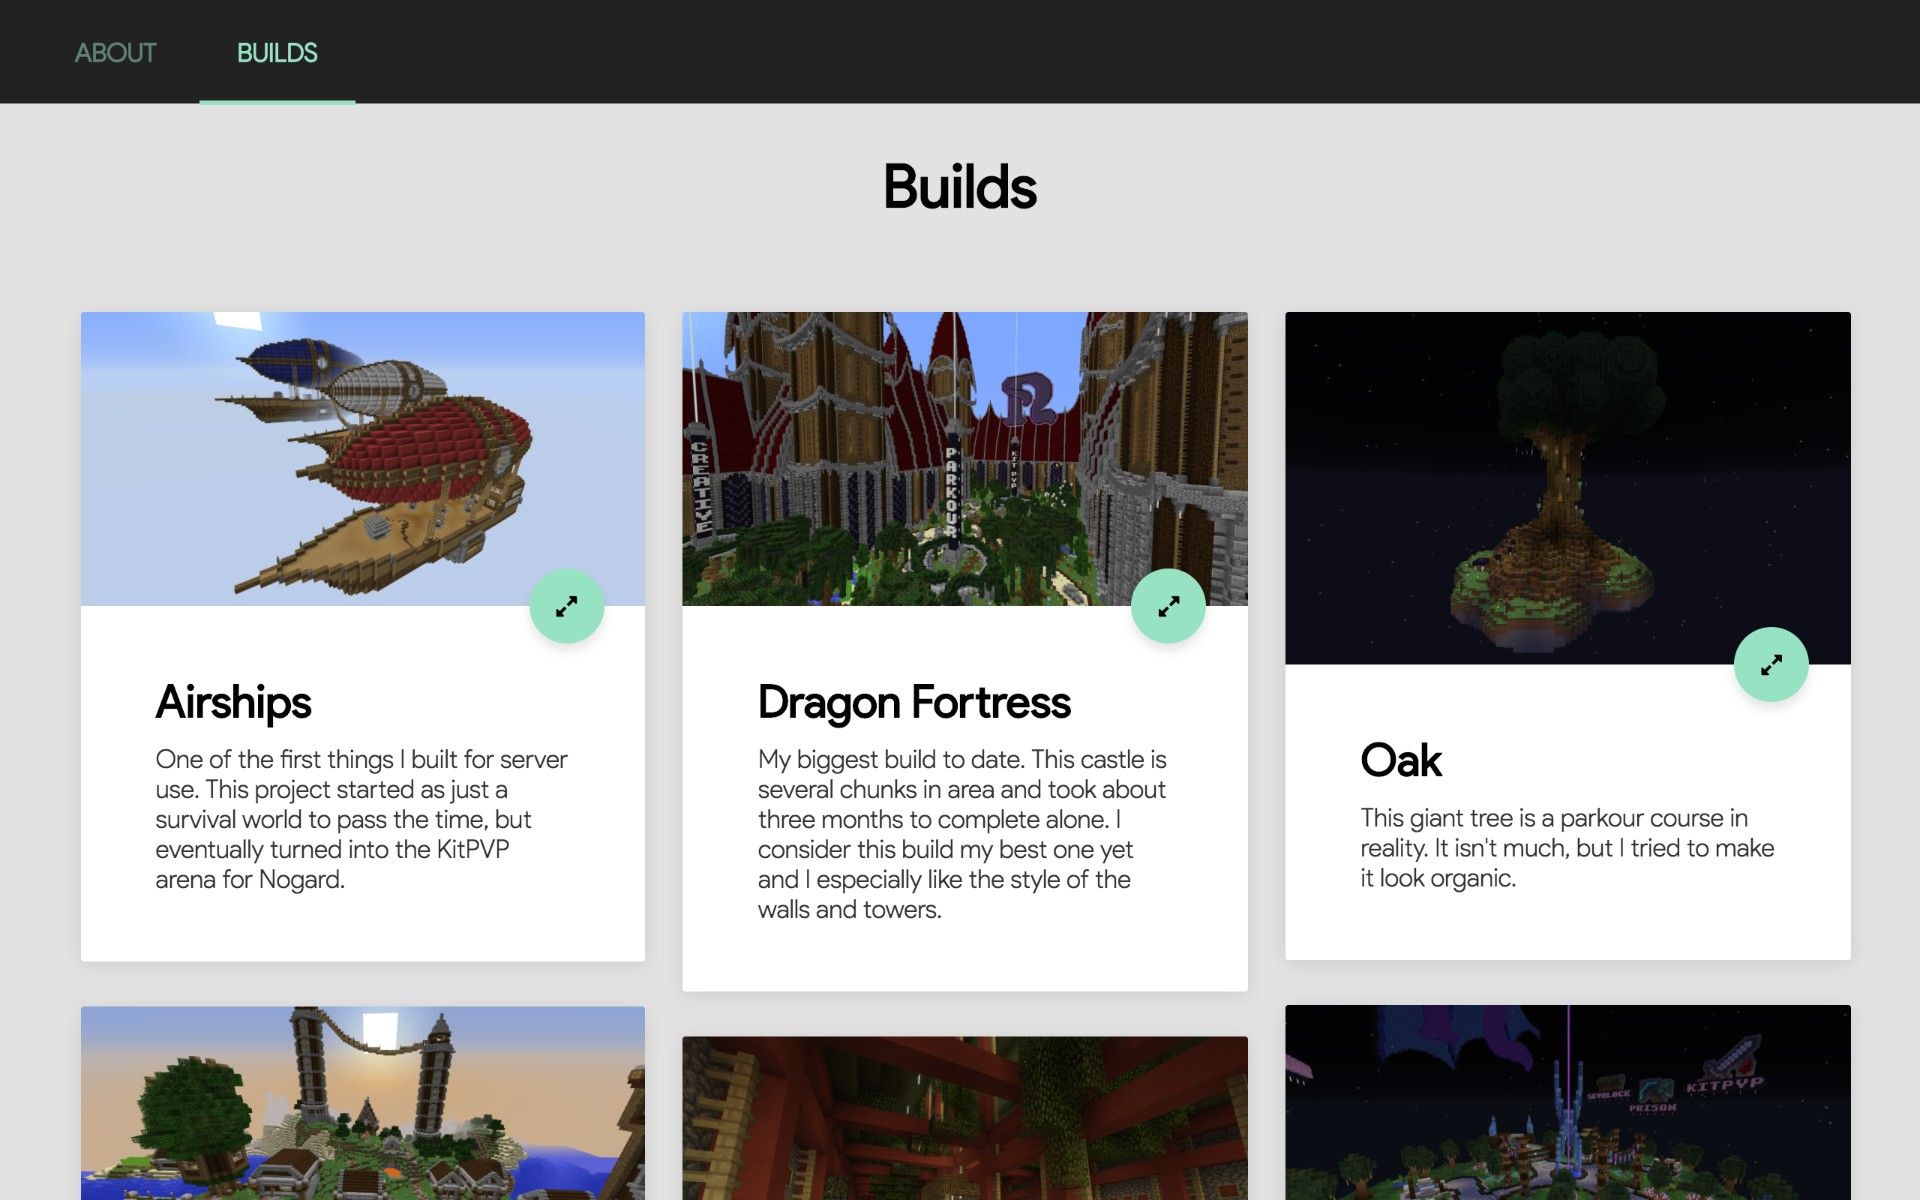 ABOUT
BUILDS
Builds
CREATIVE
PARKOUR
KIT PVP
Airships
One of the first things I built for server
use. This project started as just a
survival world to pass the time, but
eventually turned into the KitPVP
arena for Nogard.
Dragon Fortress
My biggest build to date. This castle is
several chunks in area and took about
three months to complete alone. I
consider this build my best one yet
and I especially like the style of the
walls and towers.
Oak
This giant tree is a parkour course in
reality. It isn't much, but I tried to make
it look organic.
SKYBLOCK
PRISON
KITPVP